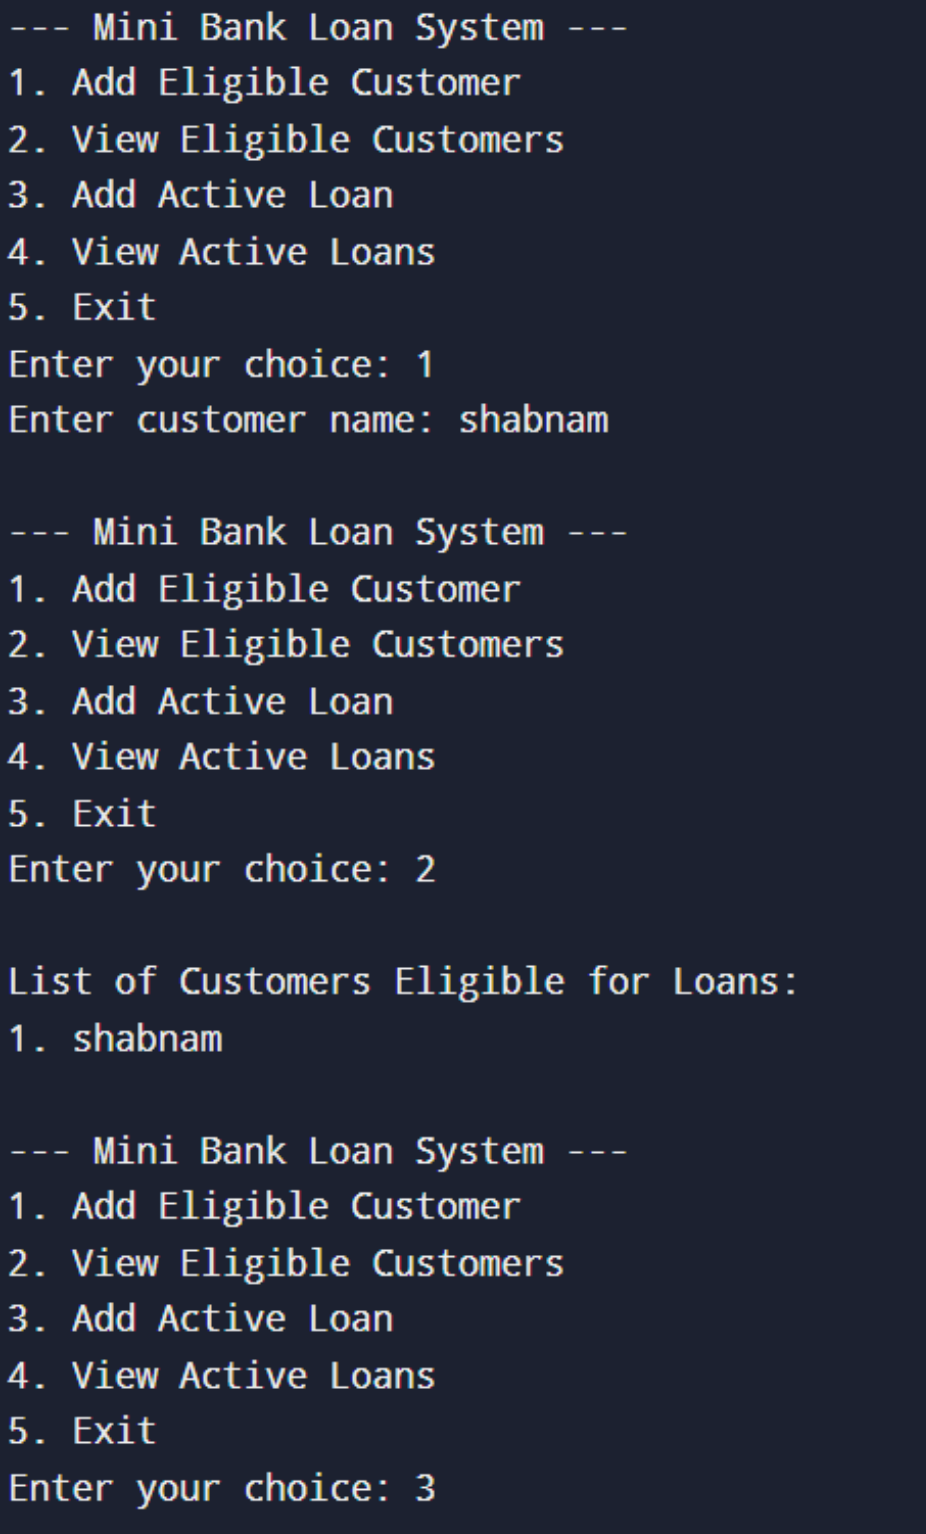 --- Mini Bank Loan System ---
1. Add Eligible Customer
2. View Eligible Customers
3. Add Active Loan
4. View Active Loans
5. Exit
Enter your choice: 1
Enter customer name: shabnam
--- Mini Bank Loan System ---
1. Add Eligible Customer
2. View Eligible Customers
3. Add Active Loan
4. View Active Loans
5. Exit
Enter your choice: 2
List of Customers Eligible for Loans:
1. shabnam
--- Mini Bank Loan System ---
1. Add Eligible Customer
2. View Eligible Customers
3. Add Active Loan
4. View Active Loans
5. Exit
Enter your choice: 3